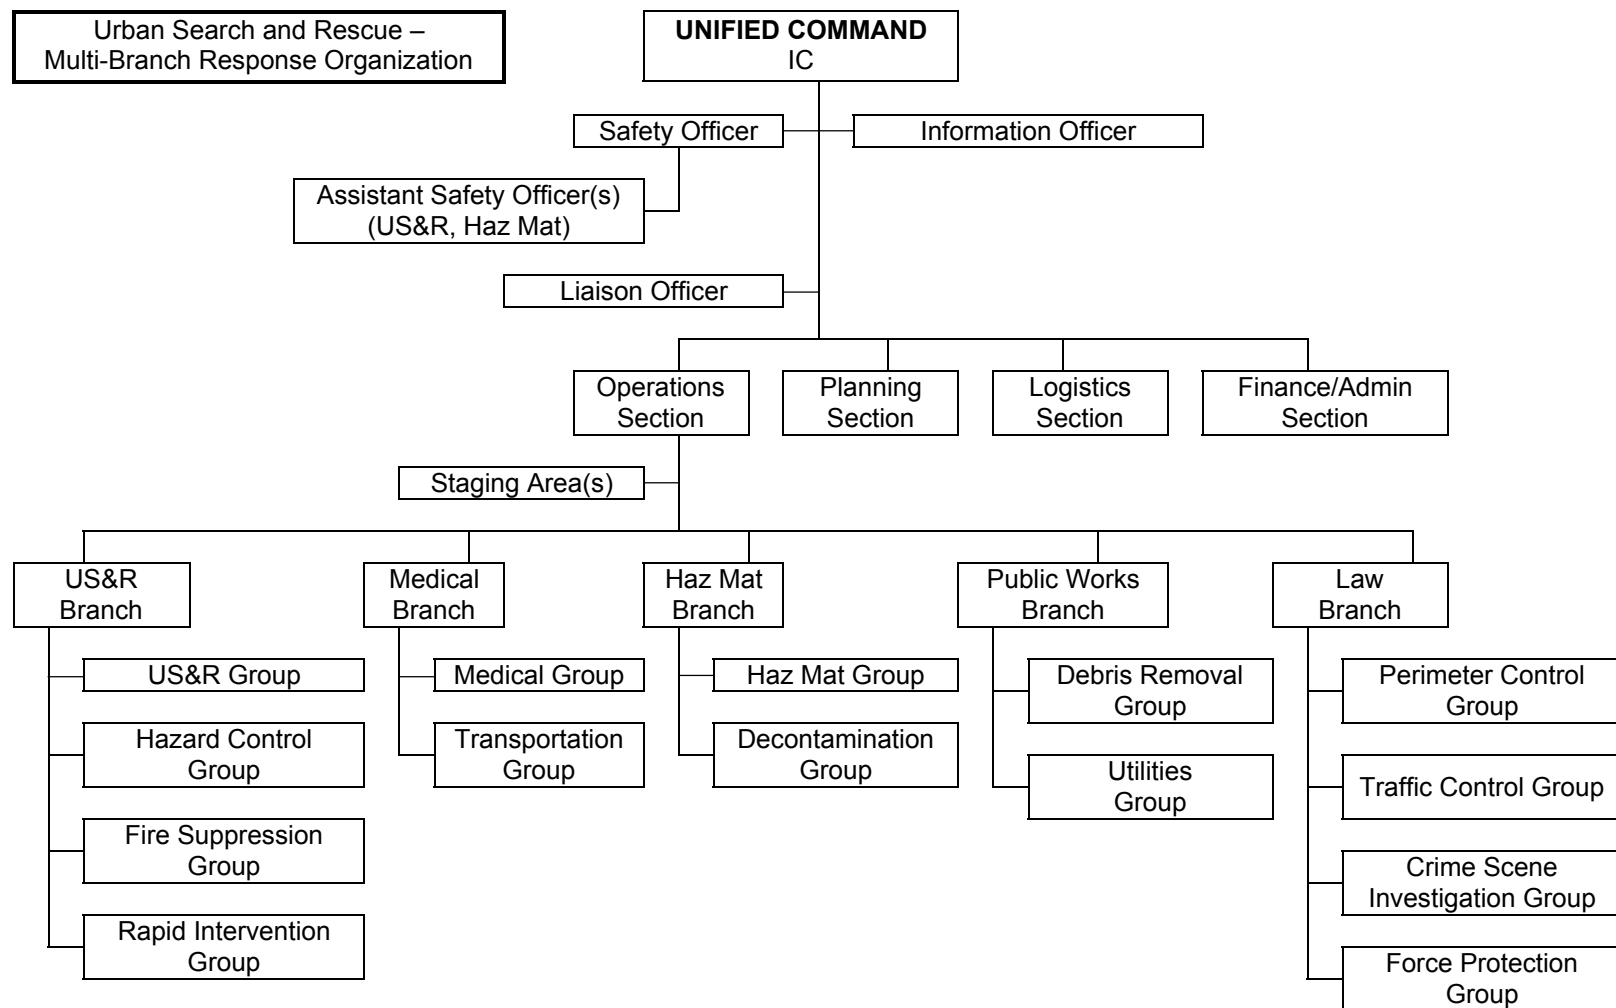 Urban Search and Rescue –
Multi-Branch Response Organization
UNIFIED COMMAND
IC
Safety Officer
Information Officer
Assistant Safety Officer(s)
(US&R, Haz Mat)
Liaison Officer
Operations
Section
Planning
Section
Logistics
Section
Finance/Admin
Section
Staging Area(s)
US&R
Branch
Medical
Branch
Haz Mat
Branch
Public Works
Branch
Law
Branch
US&R Group
Hazard Control
Group
Fire Suppression
Group
Rapid Intervention
Group
Medical Group
Transportation
Group
Haz Mat Group
Decontamination
Group
Debris Removal
Group
Utilities
Group
Perimeter Control
Group
Traffic Control Group
Crime Scene
Investigation Group
Force Protection
Group